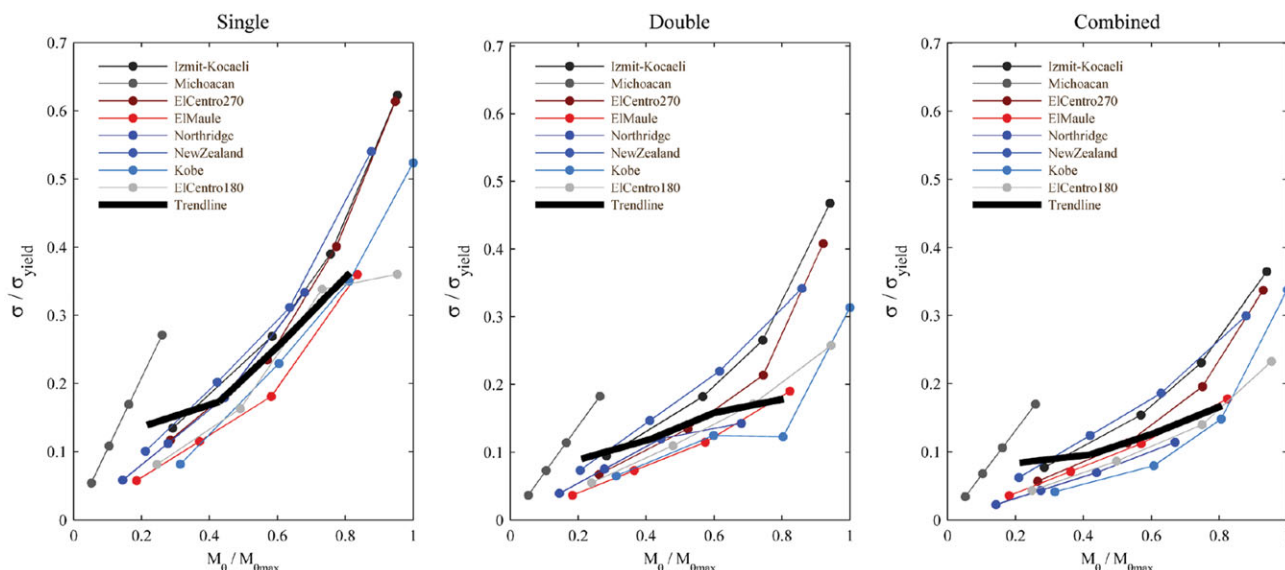 Single
0.7
0.6
0.5
0.4
0.3
0.2
0.1
0
σ / σyield
Izmit-Kocaeli
Michoacan
ElCentro270
ElMaule
Northridge
NewZealand
Kobe
ElCentro180
Trendline
0 0.2 0.4 0.6 0.8 1
M0 / M0max
Double
0.7
0.6
0.5
0.4
0.3
0.2
0.1
0
σ / σyield
Izmit-Kocaeli
Michoacan
ElCentro270
ElMaule
Northridge
NewZealand
Kobe
ElCentro180
Trendline
0 0.2 0.4 0.6 0.8 1
Mθ / Mθmax
Combined
0.7
0.6
0.5
0.4
0.3
0.2
0.1
0
σ / σyield
Izmit-Kocaeli
Michoacan
ElCentro270
ElMaule
Northridge
NewZealand
Kobe
ElCentro180
Trendline
0 0.2 0.4 0.6 0.8 1
Mθ / Mθmax